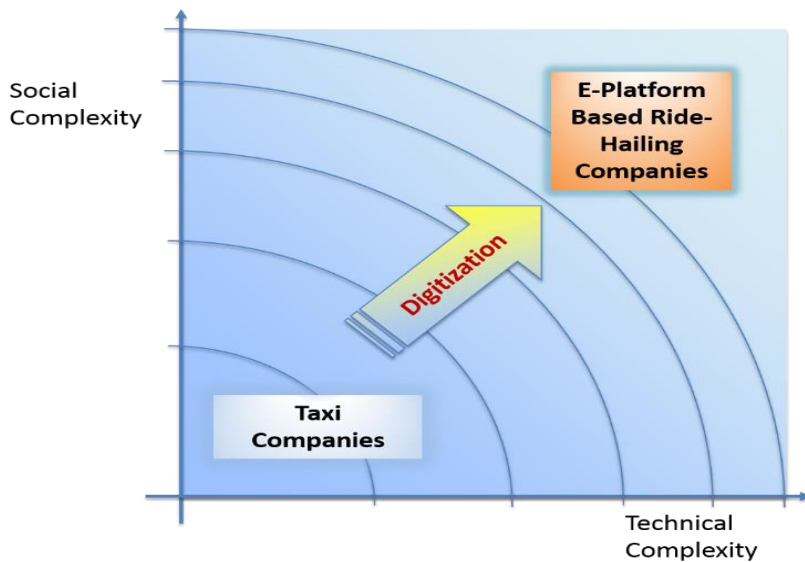 Social
Complexity
E-Platform
Based Ride-
Hailing
Companies
Digitization
Taxi
Companies
Technical
Complexity